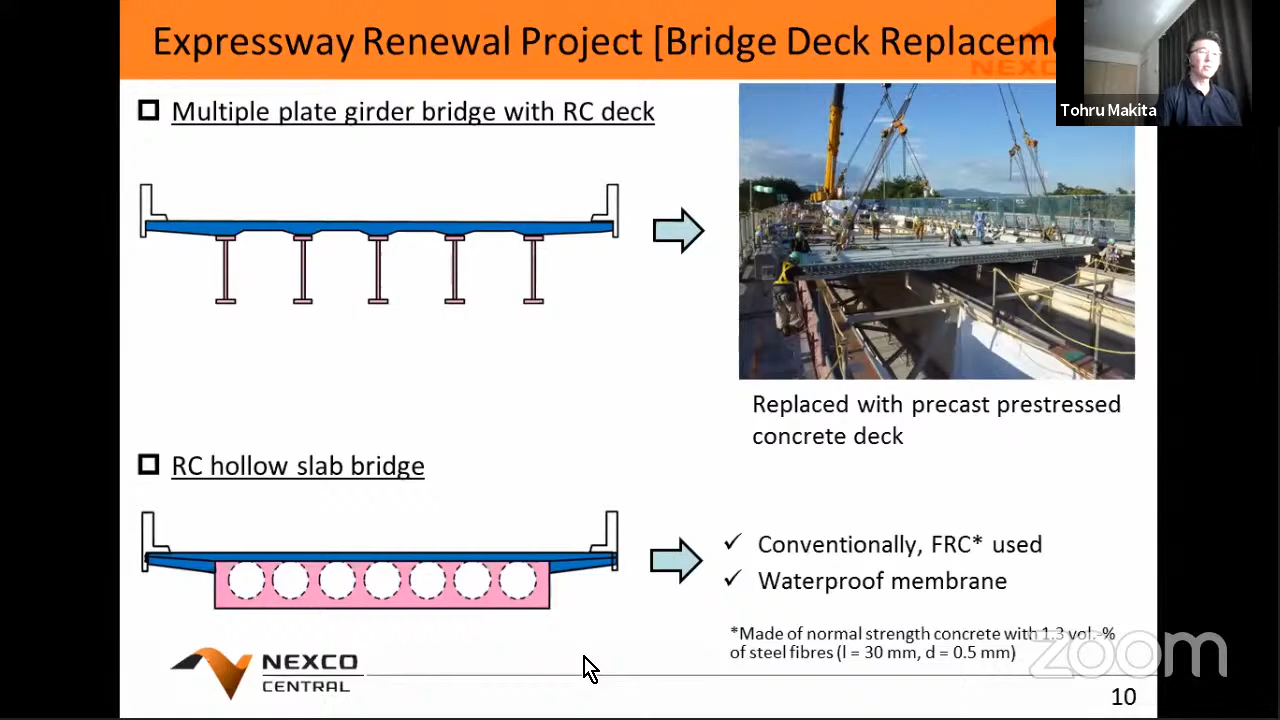 Expressway Renewal Project [Bridge Deck
NEXCO
Tohru Makita
Multiple plate girder bridge with RC deck
Replaced with precast prestressed
concrete deck
RC hollow slab bridge
✓ Conventionally, FRC* used
✓ Waterproof membrane
*Made of normal strength concrete with 1.3 vol.-%
of steel fibres (l = 30 mm, d = 0.5 mm)
zoom
NEXCO
CENTRAL
10